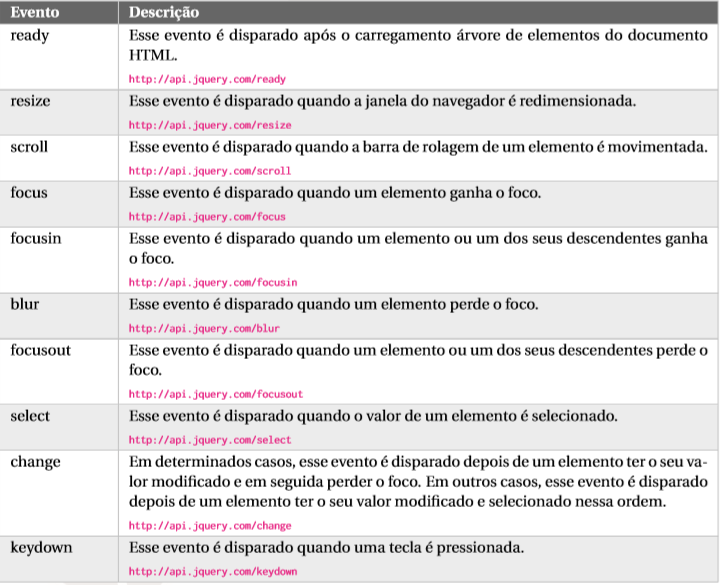 Evento Descrição
ready Esse evento é disparado após o carregamento árvore de elementos do documento
HTML.
http://api.jquery.com/ready
resize Esse evento é disparado quando a janela do navegador é redimensionada.
http://api.jquery.com/resize
scroll Esse evento é disparado quando a barra de rolagem de um elemento é movimentada.
http://api.jquery.com/scroll
focus Esse evento é disparado quando um elemento ganha o foco.
http://api.jquery.com/focus
focusin Esse evento é disparado quando um elemento ou um dos seus descendentes ganha
o foco.
http://api.jquery.com/focusin
blur Esse evento é disparado quando um elemento perde o foco.
http://api.jquery.com/blur
focusout Esse evento é disparado quando um elemento ou um dos seus descendentes perde o
foco.
http://api.jquery.com/focusout
select Esse evento é disparado quando o valor de um elemento é selecionado.
http://api.jquery.com/select
change Em determinados casos, esse evento é disparado depois de um elemento ter o seu va-
lor modificado e em seguida perder o foco. Em outros casos, esse evento é disparado
depois de um elemento ter o seu valor modificado e selecionado nessa ordem.
http://api.jquery.com/change
keydown Esse evento é disparado quando uma tecla é pressionada.
http://api.jquery.com/keydown